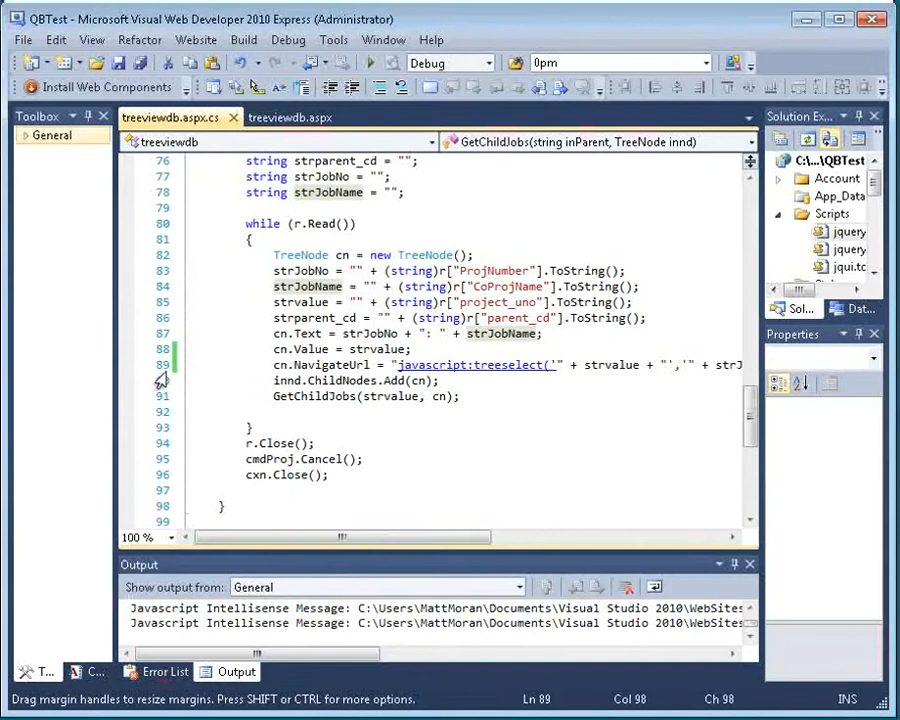 QBTest - Microsoft Visual Web Developer 2010 Express (Administrator)
File Edit View Refactor Website Build Debug Tools Window Help
Debug 0pm
Install Web Components
Toolbox
General
treeviewdb.aspx.cs treeviewdb.aspx
treeviewdb GetChildJobs(string inParent, TreeNode innd)
76 string strparent_cd = "";
77 string strJobNo = "";
78 string strJobName = "";
79
80 while (r.Read())
81 {
82 TreeNode cn = new TreeNode();
83 strJobNo = "" + (string)r["ProjNumber"].ToString();
84 strJobName = "" + (string)r["CoProjName"].ToString();
85 strvalue = "" + (string)r["project_uno"].ToString();
86 strparent_cd = "" + (string)r["parent_cd"].ToString();
87 cn.Text = strJobNo + ": " + strJobName;
88 cn.Value = strvalue;
89 cn.NavigateUrl = "javascript:treeselect('" + strvalue + "','" + strJ
innd.ChildNodes.Add(cn);
91 GetChildJobs(strvalue, cn);
92
93 }
94 r.Close();
95 cmdProj.Cancel();
96 cxn.Close();
97
98 }
99
100 %
Solution Ex...
C:\...\QBTest
Account
App_Data
Scripts
jquery
jquery
jqui.tc
Sol... Dat...
Properties
Output
Show output from: General
Javascript Intellisense Message: C:\Users\MattMoran\Documents\Visual Studio 2010\WebSites
Javascript Intellisense Message: C:\Users\MattMoran\Documents\Visual Studio 2010\WebSites
T... C... Error List Output
Drag margin handles to resize margins. Press SHIFT or CTRL for more options. Ln 89 Col 98 Ch 98 INS